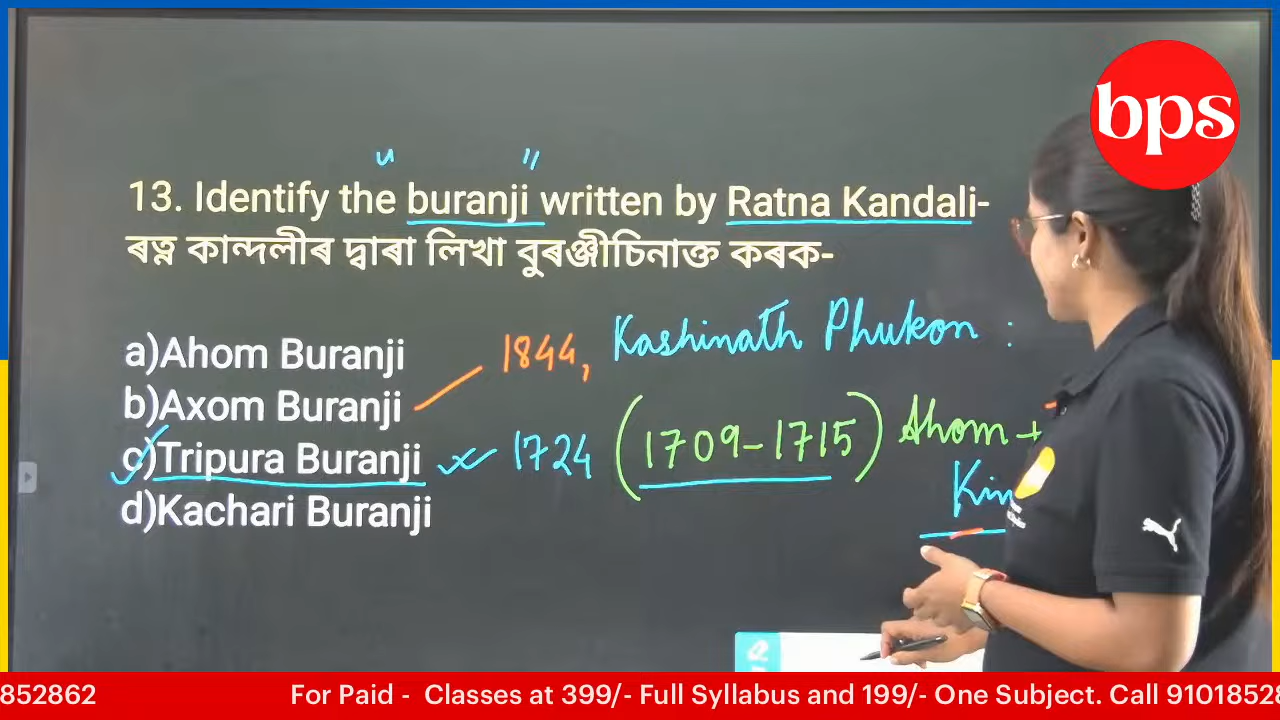 bps
13. Identify the buranji written by Ratna Kandali-
ৰত্ন কান্দলীৰ দ্বাৰা লিখা বুৰঞ্জীচিনাক্ত কৰক-
a)Ahom Buranji
1844, Kashinath Phukon :
b)Axom Buranji
c)Tripura Buranji 1724 (1709-1715) Ahom +
Kin
d)Kachari Buranji
852862 For Paid - Classes at 399/- Full Syllabus and 199/- One Subject. Call 91018528